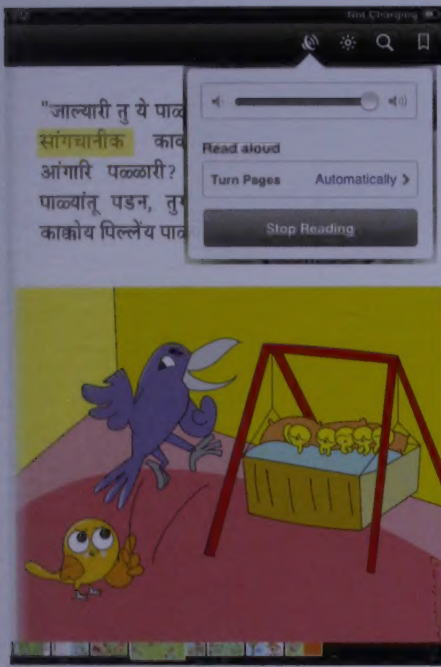 Not Charging
"जाल्यारी तु ये पाळ
सांगचानीक काव
आंगारि पळ्ळारी?
पाळ्यांतू पडन, तुग
काकोय पिल्लेंय पाळ
Read aloud
Turn Pages Automatically >
Stop Reading